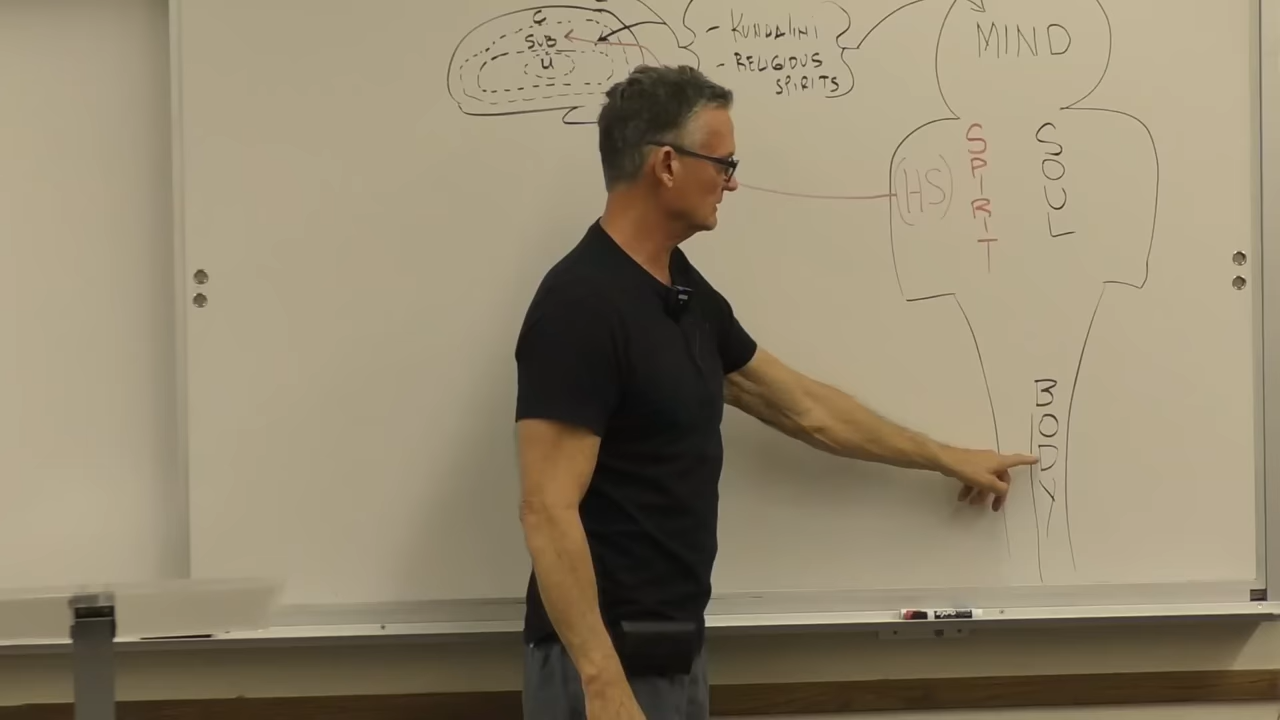 C
SUB
U
- KUNDALINI
- RELIGIOUS
SPIRITS
MIND
(HS)
SPIRIT
SOUL
BODY